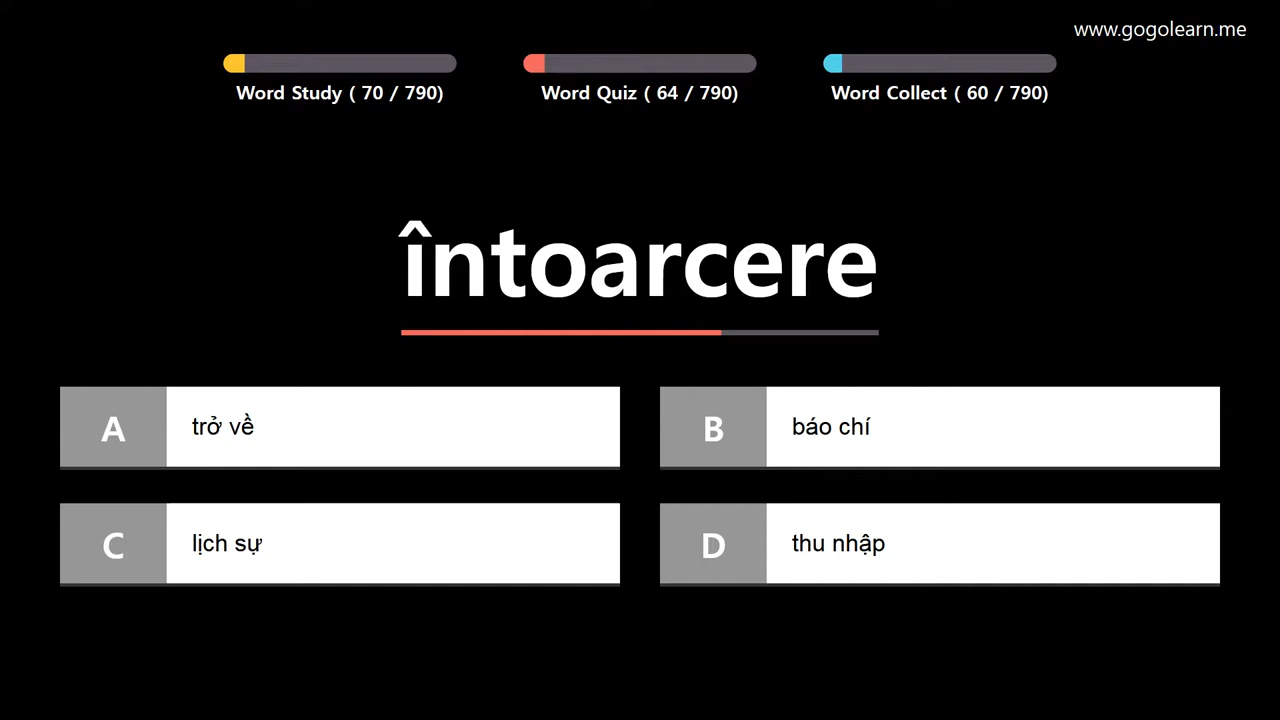 www.gogolearn.me
Word Study ( 70 / 790)
Word Quiz ( 64 / 790)
Word Collect ( 60 / 790)
întoarcere
A
trở về
B
báo chí
C
lịch sự
D
thu nhập